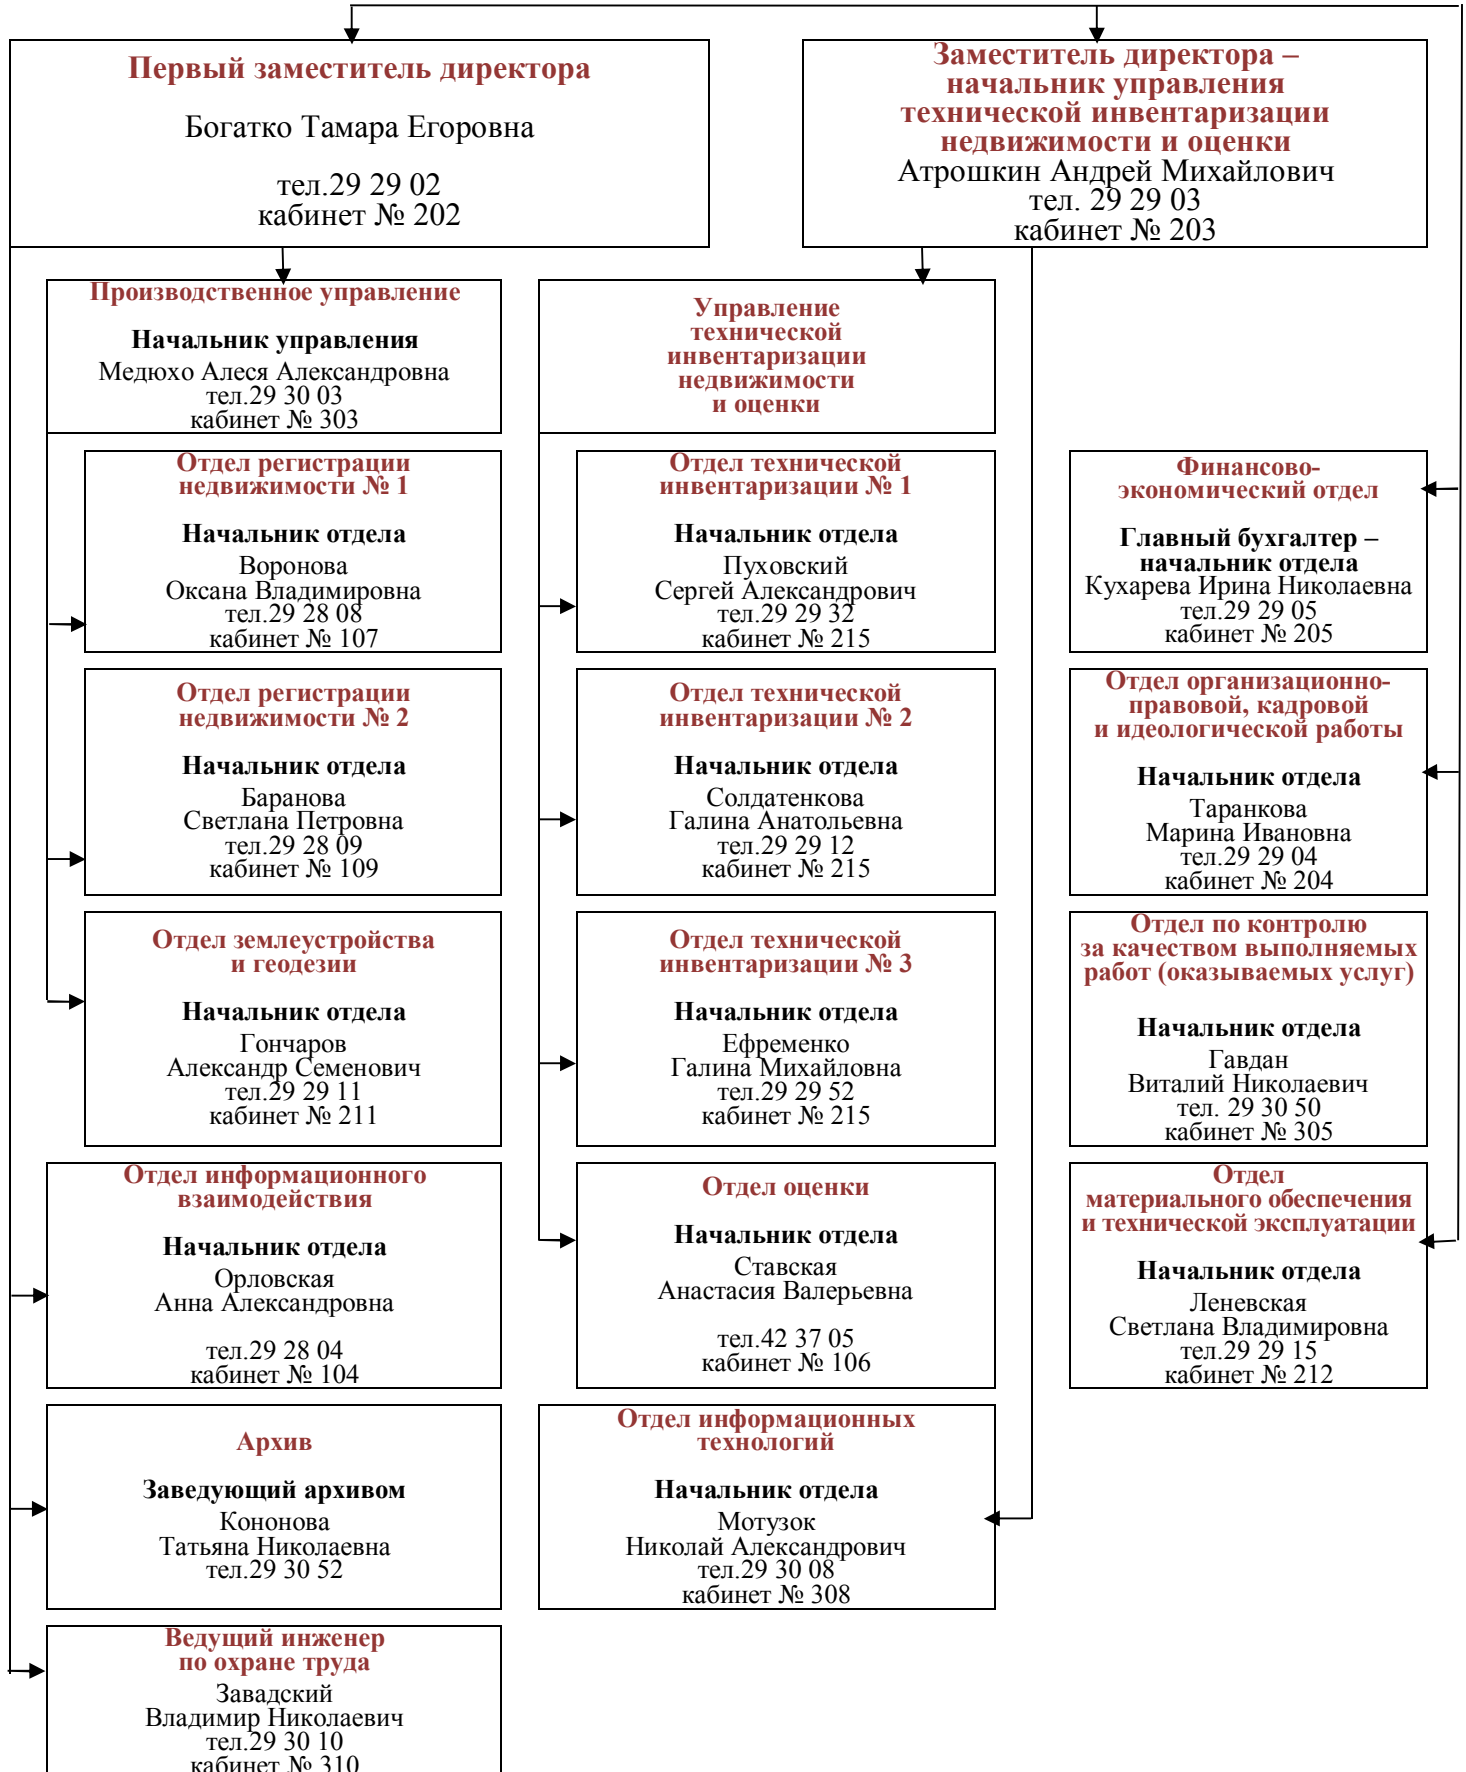 Первый заместитель директора
Богатко Тамара Егоровна
тел.29 29 02
кабинет № 202
Заместитель директора –
начальник управления
технической инвентаризации
недвижимости и оценки
Атрошкин Андрей Михайлович
тел. 29 29 03
кабинет № 203
Производственное управление
Начальник управления
Медюхо Алеся Александровна
тел.29 30 03
кабинет № 303
Управление
технической
инвентаризации
недвижимости
и оценки
Отдел регистрации
недвижимости № 1
Начальник отдела
Воронова
Оксана Владимировна
тел.29 28 08
кабинет № 107
Отдел технической
инвентаризации № 1
Начальник отдела
Пуховский
Сергей Александрович
тел.29 29 32
кабинет № 215
Финансово-
экономический отдел
Главный бухгалтер –
начальник отдела
Кухарева Ирина Николаевна
тел.29 29 05
кабинет № 205
Отдел регистрации
недвижимости № 2
Начальник отдела
Баранова
Светлана Петровна
тел.29 28 09
кабинет № 109
Отдел технической
инвентаризации № 2
Начальник отдела
Солдатенкова
Галина Анатольевна
тел.29 29 12
кабинет № 215
Отдел организационно-
правовой, кадровой
и идеологической работы
Начальник отдела
Таранкова
Марина Ивановна
тел.29 29 04
кабинет № 204
Отдел землеустройства
и геодезии
Начальник отдела
Гончаров
Александр Семенович
тел.29 29 11
кабинет № 211
Отдел технической
инвентаризации № 3
Начальник отдела
Ефременко
Галина Михайловна
тел.29 29 52
кабинет № 215
Отдел по контролю
за качеством выполняемых
работ (оказываемых услуг)
Начальник отдела
Гавдан
Виталий Николаевич
тел. 29 30 50
кабинет № 305
Отдел информационного
взаимодействия
Начальник отдела
Орловская
Анна Александровна
тел.29 28 04
кабинет № 104
Отдел оценки
Начальник отдела
Ставская
Анастасия Валерьевна
тел.42 37 05
кабинет № 106
Отдел
материального обеспечения
и технической эксплуатации
Начальник отдела
Леневская
Светлана Владимировна
тел.29 29 15
кабинет № 212
Архив
Заведующий архивом
Кононова
Татьяна Николаевна
тел.29 30 52
Отдел информационных
технологий
Начальник отдела
Мотузок
Николай Александрович
тел.29 30 08
кабинет № 308
Ведущий инженер
по охране труда
Завадский
Владимир Николаевич
тел.29 30 10
кабинет № 310